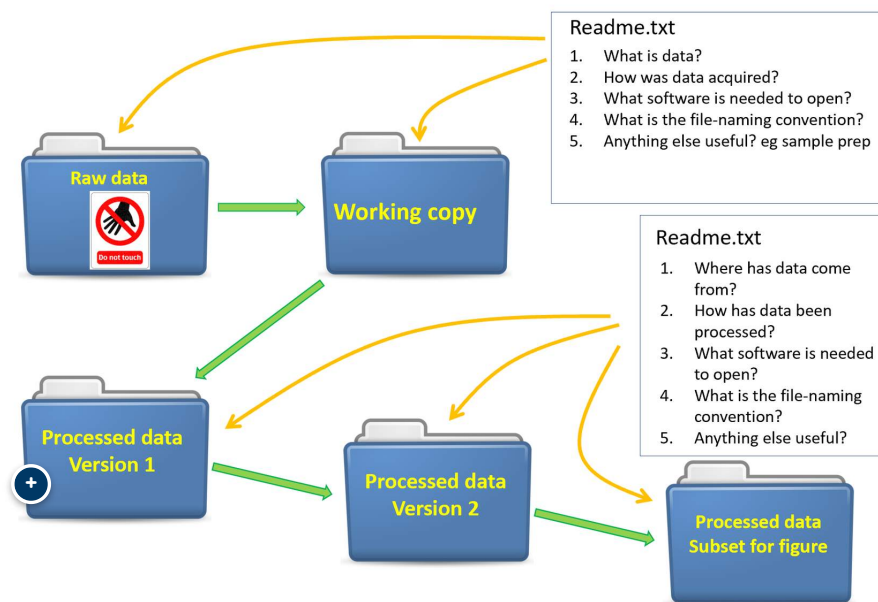 Readme.txt
1. What is data?
2. How was data acquired?
3. What software is needed to open?
4. What is the file-naming convention?
5. Anything else useful? eg sample prep
Raw data
Do not touch
Working copy
Readme.txt
1. Where has data come
from?
2. How has data been
processed?
3. What software is needed
to open?
4. What is the file-naming
convention?
5. Anything else useful?
Processed data
Version 1
+
Processed data
Version 2
Processed data
Subset for figure